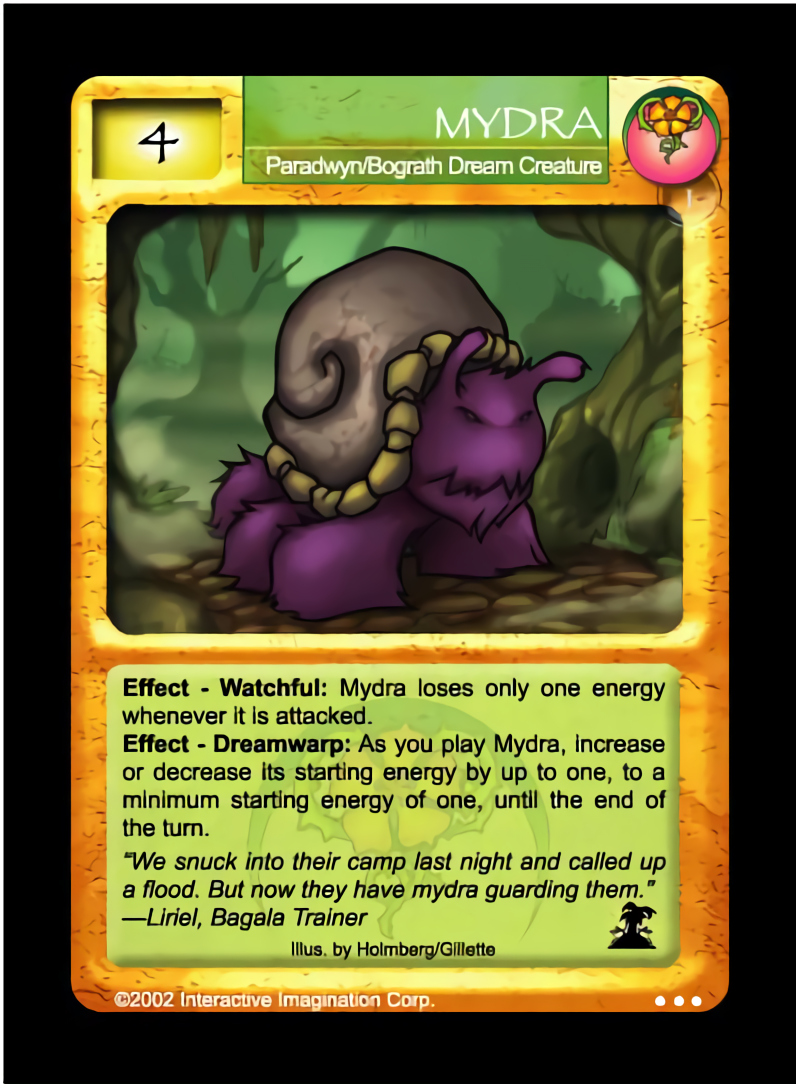 4
MYDRA
Paradwyn/Bograth Dream Creature
1
Effect - Watchful: Mydra loses only one energy
whenever it is attacked.
Effect - Dreamwarp: As you play Mydra, increase
or decrease its starting energy by up to one, to a
minimum starting energy of one, until the end of
the turn.
"We snuck into their camp last night and called up
a flood. But now they have mydra guarding them."
—Liriel, Bagala Trainer
Illus. by Holmberg/Gillette
©2002 Interactive Imagination Corp.